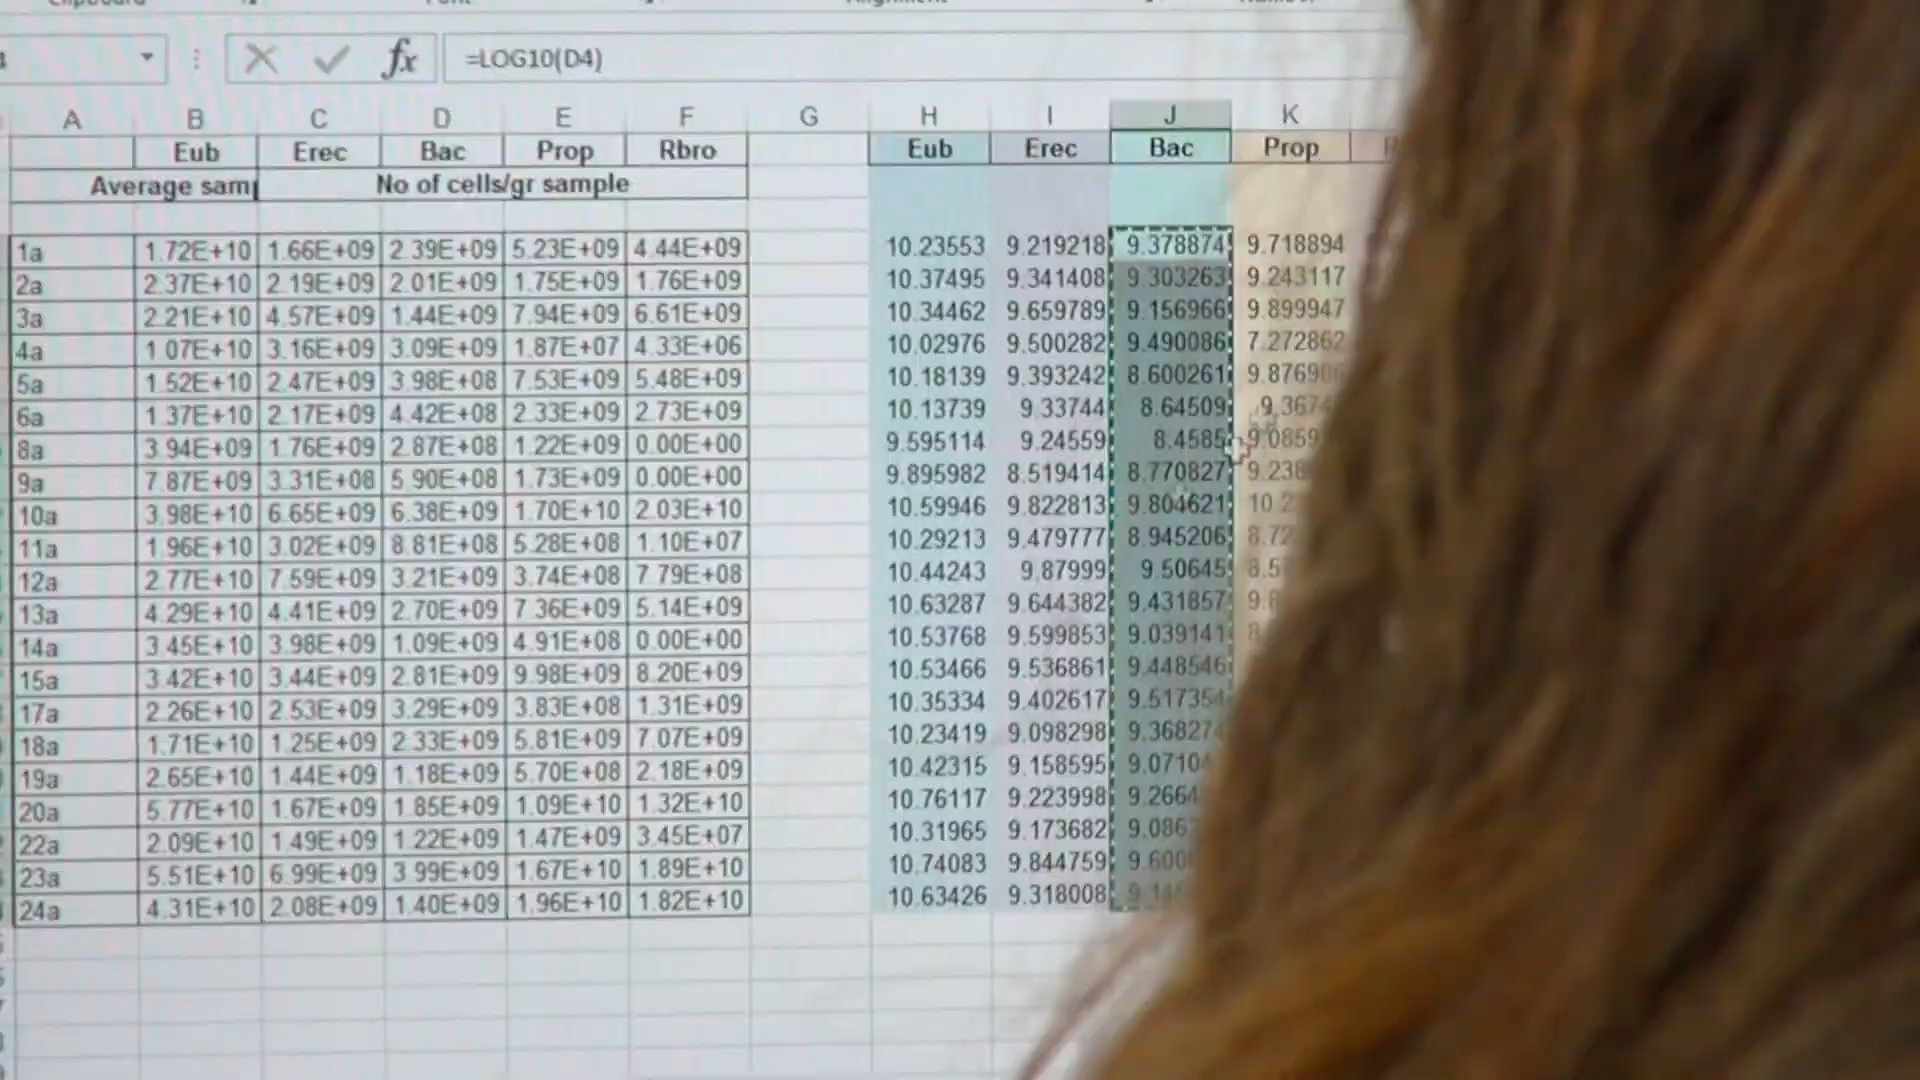 =LOG10(D4)
A B C D E F G H I J K
Eub Erec Bac Prop Rbro Eub Erec Bac Prop
Average samp No of cells/gr sample
1a 1.72E+10 1.66E+09 2.39E+09 5.23E+09 4.44E+09 10.23553 9.219218 9.378874 9.718894
2a 2.37E+10 2.19E+09 2.01E+09 1.75E+09 1.76E+09 10.37495 9.341408 9.303263 9.243117
3a 2.21E+10 4.57E+09 1.44E+09 7.94E+09 6.61E+09 10.34462 9.659789 9.156966 9.899947
4a 1.07E+10 3.16E+09 3.09E+09 1.87E+07 4.33E+06 10.02976 9.500282 9.490086 7.272862
5a 1.52E+10 2.47E+09 3.98E+08 7.53E+09 5.48E+09 10.18139 9.393242 8.600261
6a 1.37E+10 2.17E+09 4.42E+08 2.33E+09 2.73E+09 10.13739 9.33744 8.64509
8a 3.94E+09 1.76E+09 2.87E+08 1.22E+09 0.00E+00 9.595114 9.24559 8.4585
9a 7.87E+09 3.31E+08 5.90E+08 1.73E+09 0.00E+00 9.895982 8.519414 8.770827
10a 3.98E+10 6.65E+09 6.38E+09 1.70E+10 2.03E+10 10.59946 9.822813 9.804621
11a 1.96E+10 3.02E+09 8.81E+08 5.28E+08 1.10E+07 10.29213 9.479777 8.945206
12a 2.77E+10 7.59E+09 3.21E+09 3.74E+08 7.79E+08 10.44243 9.87999 9.50645
13a 4.29E+10 4.41E+09 2.70E+09 7.36E+09 5.14E+09 10.63287 9.644382 9.431857
14a 3.45E+10 3.98E+09 1.09E+09 4.91E+08 0.00E+00 10.53768 9.599853 9.039141
15a 3.42E+10 3.44E+09 2.81E+09 9.98E+09 8.20E+09 10.53466 9.536861 9.448546
17a 2.26E+10 2.53E+09 3.29E+09 3.83E+08 1.31E+09 10.35334 9.402617 9.517354
18a 1.71E+10 1.25E+09 2.33E+09 5.81E+09 7.07E+09 10.23419 9.098298 9.368274
19a 2.65E+10 1.44E+09 1.18E+09 5.70E+08 2.18E+09 10.42315 9.158595
20a 5.77E+10 1.67E+09 1.85E+09 1.09E+10 1.32E+10 10.76117 9.223998
22a 2.09E+10 1.49E+09 1.22E+09 1.47E+09 3.45E+07 10.31965 9.173682
23a 5.51E+10 6.99E+09 3.99E+09 1.67E+10 1.89E+10 10.74083 9.844759
24a 4.31E+10 2.08E+09 1.40E+09 1.96E+10 1.82E+10 10.63426 9.318008